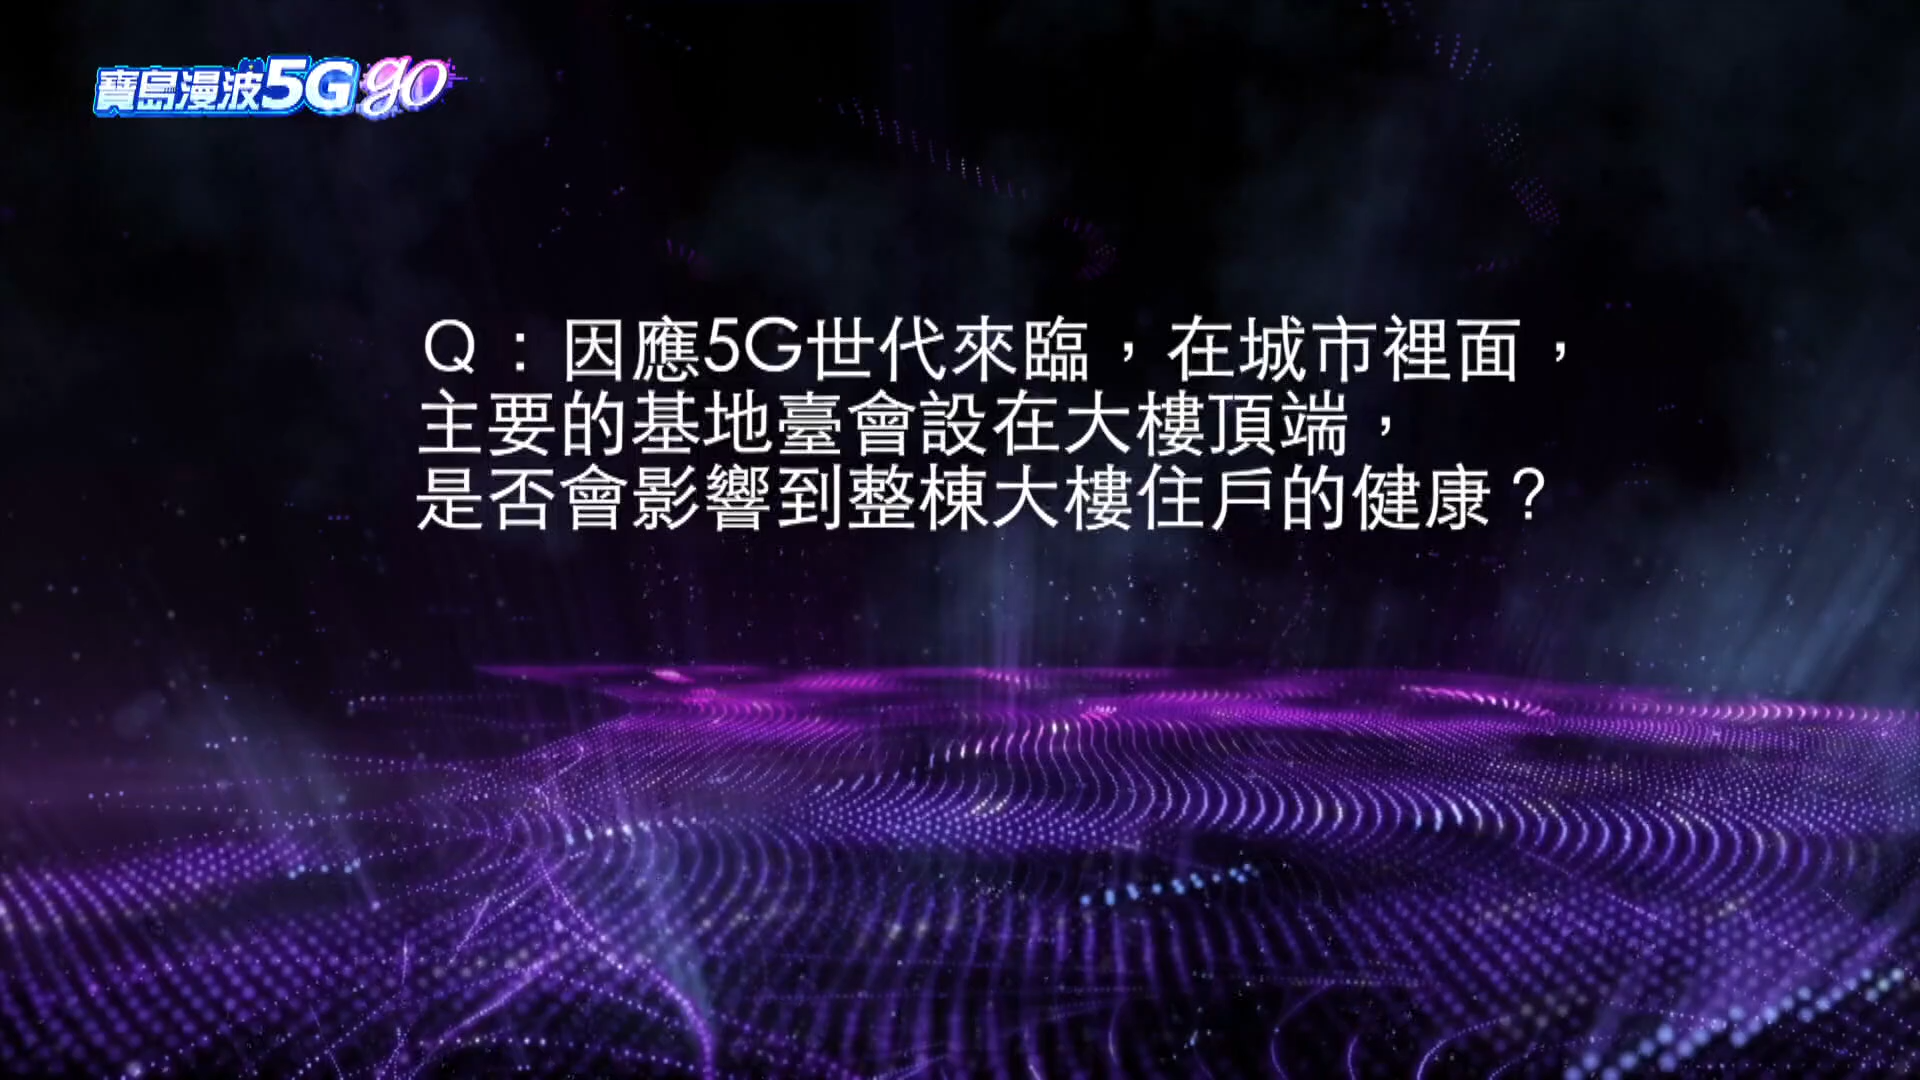 寶島漫波5Ggo
Q：因應5G世代來臨，在城市裡面，
主要的基地臺會設在大樓頂端，
是否會影響到整棟大樓住戶的健康？